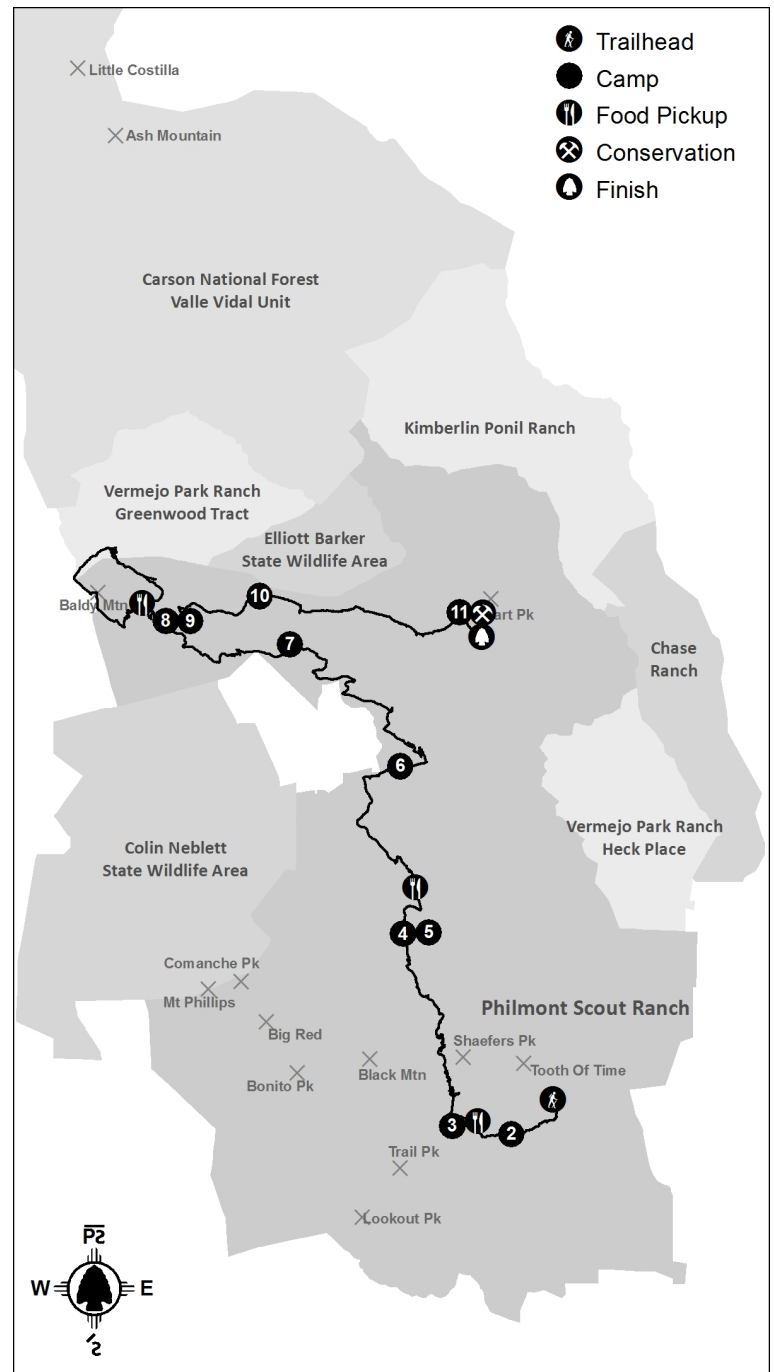 Little Costilla
Ash Mountain
Trailhead
Camp
Food Pickup
Conservation
Finish
Carson National Forest
Valle Vidal Unit
Kimberlin Ponil Ranch
Vermejo Park Ranch
Greenwood Tract
Elliott Barker
State Wildlife Area
Baldy Mtn
8
9
10
11
art Pk
7
Chase
Ranch
6
Vermejo Park Ranch
Heck Place
Colin Neblett
State Wildlife Area
4
5
Comanche Pk
Mt Phillips
Big Red
Bonito Pk
Black Mtn
Philmont Scout Ranch
Shaefers Pk
Tooth Of Time
3
2
Trail Pk
Lookout Pk
W
E